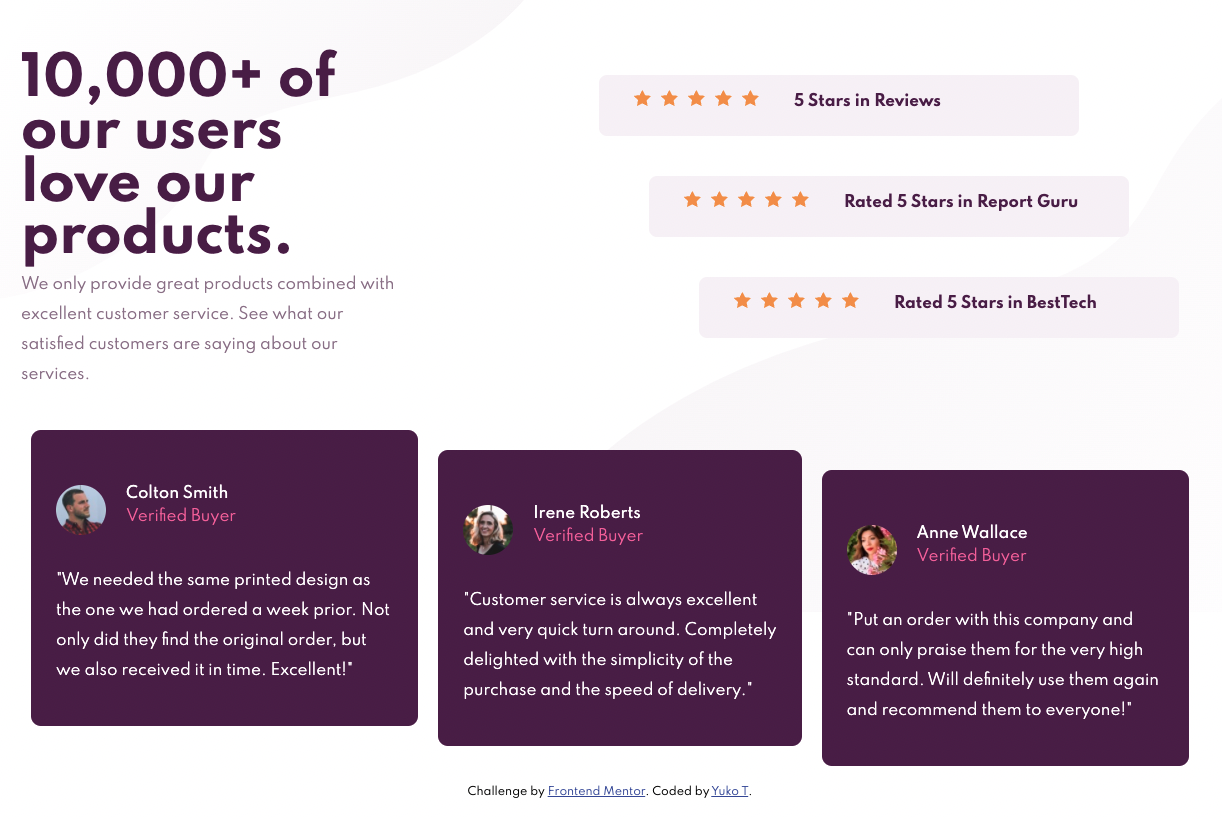 10,000+ of
our users
love our
products.
We only provide great products combined with
excellent customer service. See what our
satisfied customers are saying about our
services.
5 Stars in Reviews
Rated 5 Stars in Report Guru
Rated 5 Stars in BestTech
Colton Smith
Verified Buyer
"We needed the same printed design as
the one we had ordered a week prior. Not
only did they find the original order, but
we also received it in time. Excellent!"
Irene Roberts
Verified Buyer
"Customer service is always excellent
and very quick turn around. Completely
delighted with the simplicity of the
purchase and the speed of delivery."
Anne Wallace
Verified Buyer
"Put an order with this company and
can only praise them for the very high
standard. Will definitely use them again
and recommend them to everyone!"
Challenge by Frontend Mentor. Coded by Yuko T.